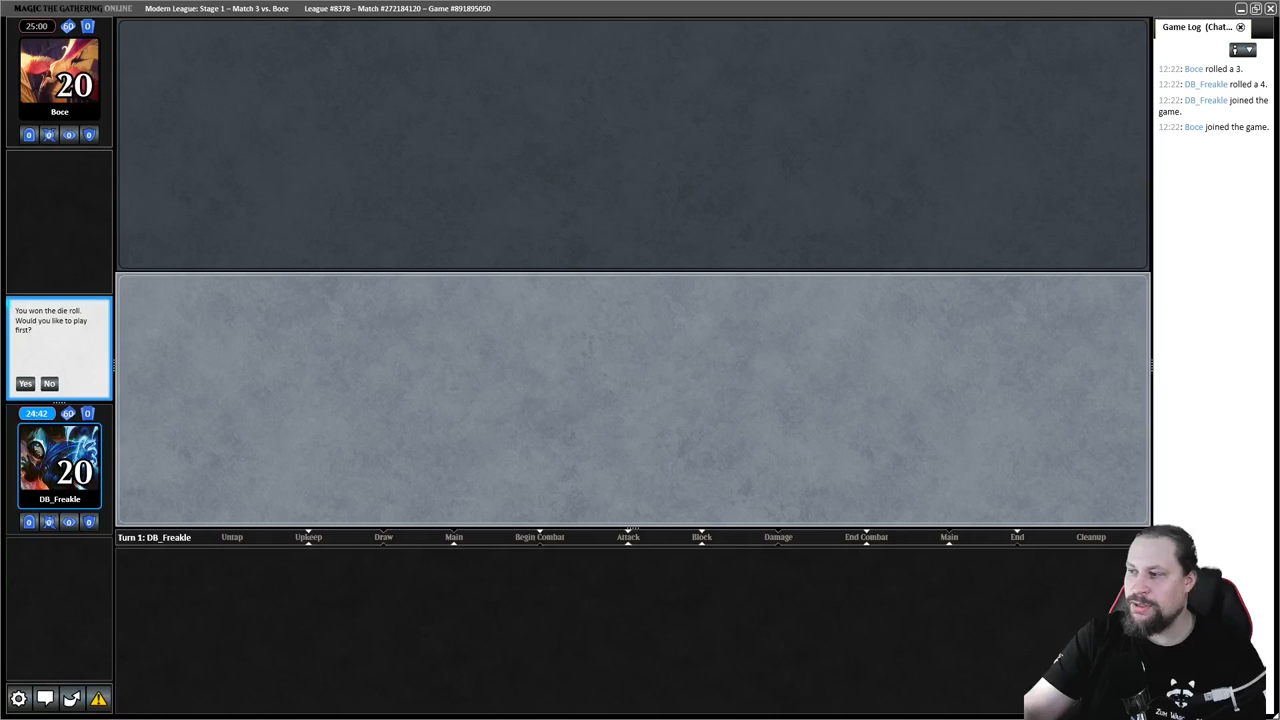 MAGIC THE GATHERING ONLINE Modern League: Stage 1 – Match 3 vs. Boce League #8378 – Match #272184120 – Game #891895050
25:00 60 0
20
Boce
0 0 0 0
You won the die roll.
Would you like to play
first?
Yes No
24:42 60 0
20
DB_Freakle
0 0 0 0
Turn 1: DB_Freakle Untap Upkeep Draw Main Begin Combat Attack Block Damage End Combat Main End Cleanup
Game Log (Chat...
12:22: Boce rolled a 3.
12:22: DB_Freakle rolled a 4.
12:22: DB_Freakle joined the
game.
12:22: Boce joined the game.